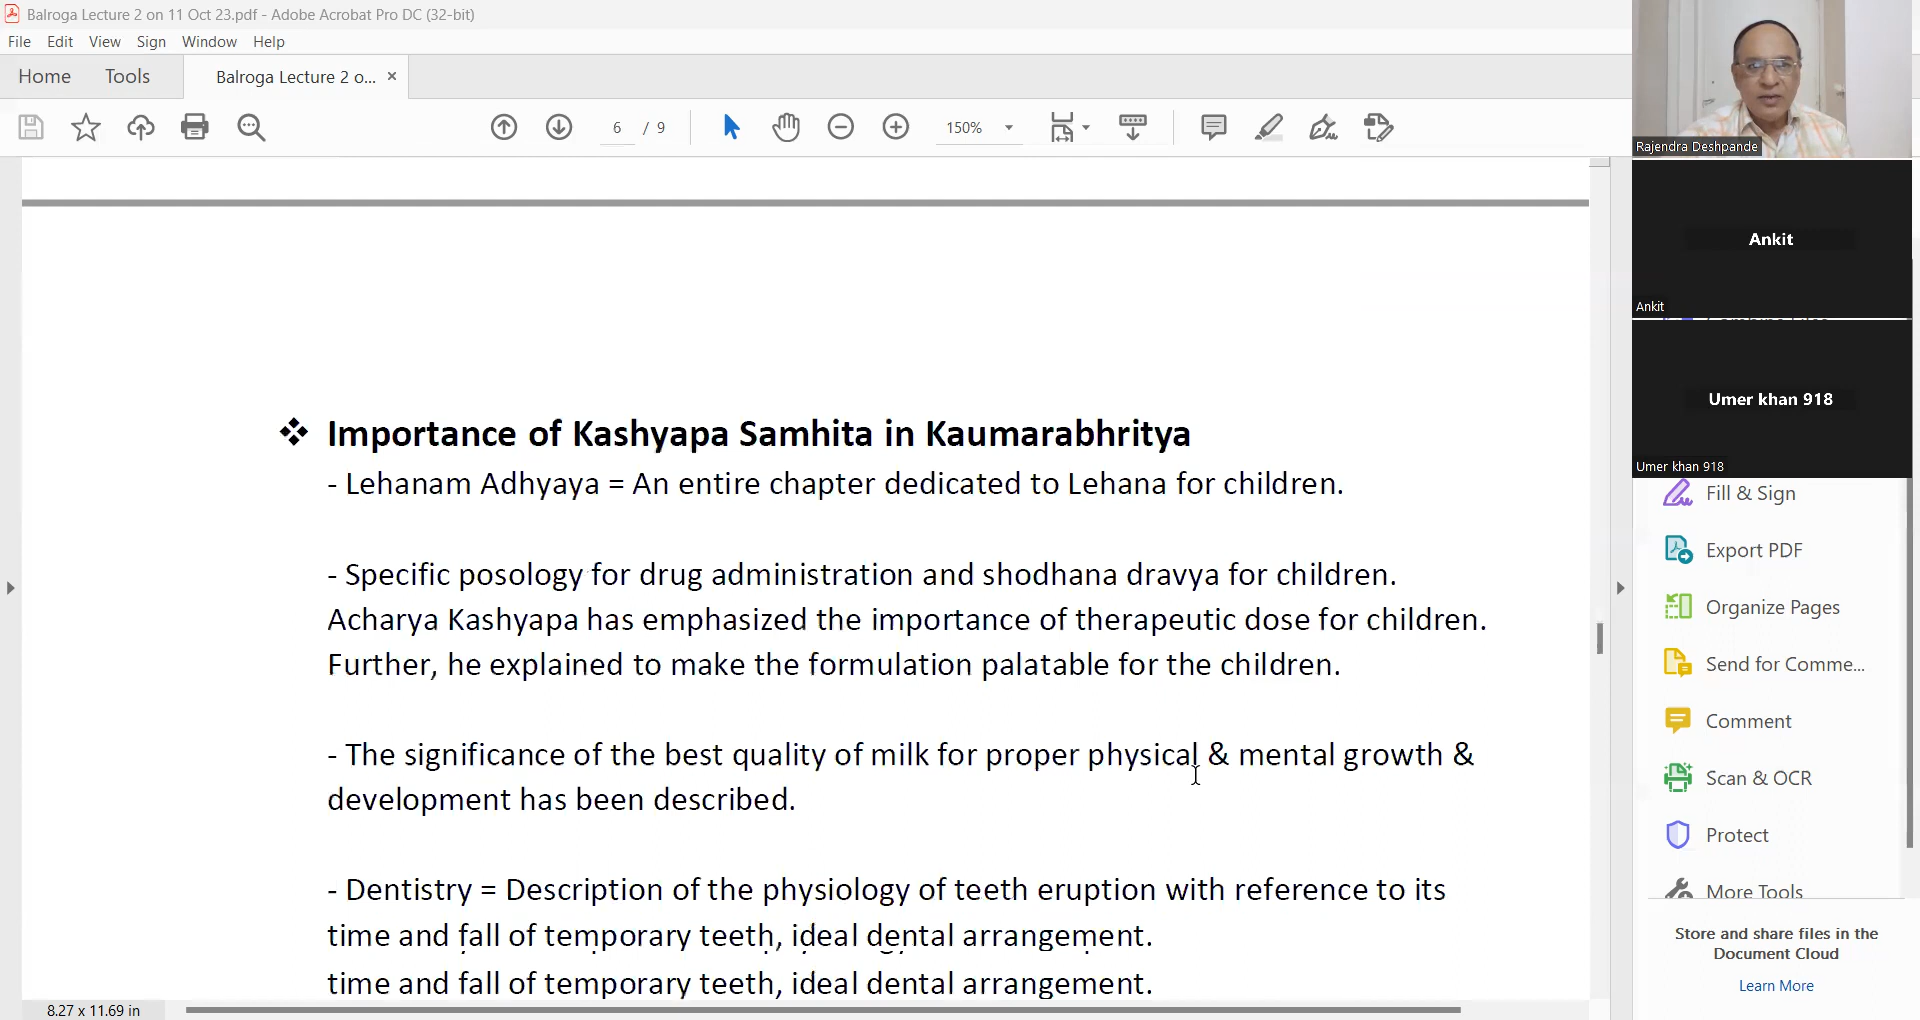 Balroga Lecture 2 on 11 Oct 23.pdf - Adobe Acrobat Pro DC (32-bit)
File Edit View Sign Window Help
Home Tools Balroga Lecture 2 o... ×
6 / 9 150%
Rajendra Deshpande
Ankit
Ankit
Umer khan 918
Umer khan 918
❖ Importance of Kashyapa Samhita in Kaumarabhritya
- Lehanam Adhyaya = An entire chapter dedicated to Lehana for children.
- Specific posology for drug administration and shodhana dravya for children.
Acharya Kashyapa has emphasized the importance of therapeutic dose for children.
Further, he explained to make the formulation palatable for the children.
- The significance of the best quality of milk for proper physical & mental growth &
development has been described.
- Dentistry = Description of the physiology of teeth eruption with reference to its
time and fall of temporary teeth, ideal dental arrangement.
time and fall of temporary teeth, ideal dental arrangement.
Fill & Sign
Export PDF
Organize Pages
Send for Comme...
Comment
Scan & OCR
Protect
More Tools
Store and share files in the
Document Cloud
Learn More
8.27 x 11.69 in